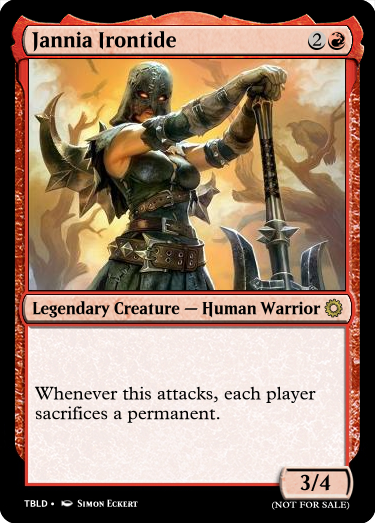 Jannia Irontide 2
Legendary Creature — Human Warrior
Whenever this attacks, each player
sacrifices a permanent.
3/4
TBLD • Simon Eckert
(NOT FOR SALE)